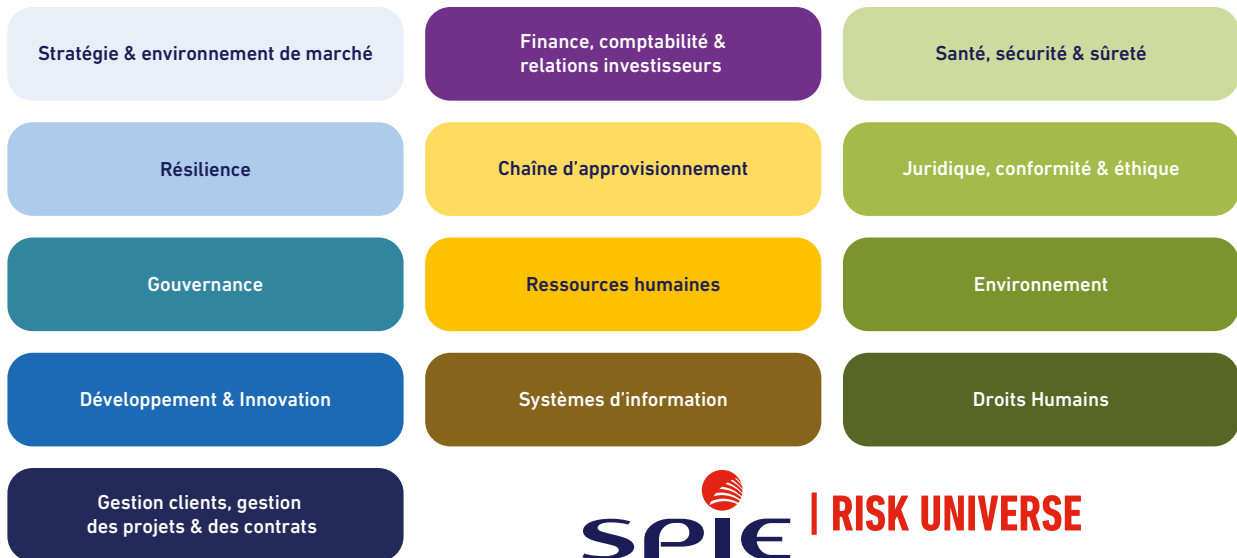 Stratégie & environnement de marché
Finance, comptabilité &
relations investisseurs
Santé, sécurité & sûreté
Résilience
Chaîne d'approvisionnement
Juridique, conformité & éthique
Gouvernance
Ressources humaines
Environnement
Développement & Innovation
Systèmes d'information
Droits Humains
Gestion clients, gestion
des projets & des contrats
SPIE | RISK UNIVERSE